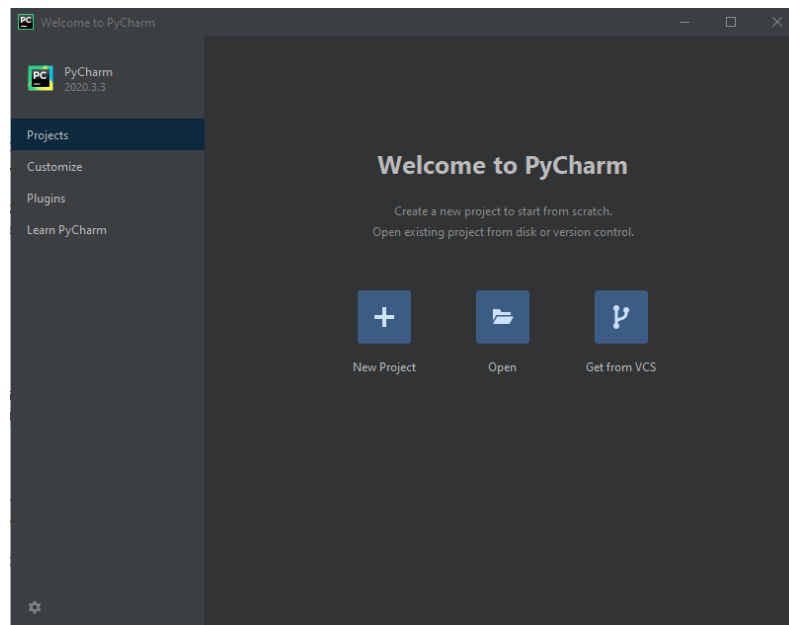 PC Welcome to PyCharm
PC PyCharm
2020.3.3
Projects
Customize
Plugins
Learn PyCharm
Welcome to PyCharm
Create a new project to start from scratch.
Open existing project from disk or version control.
New Project
Open
Get from VCS